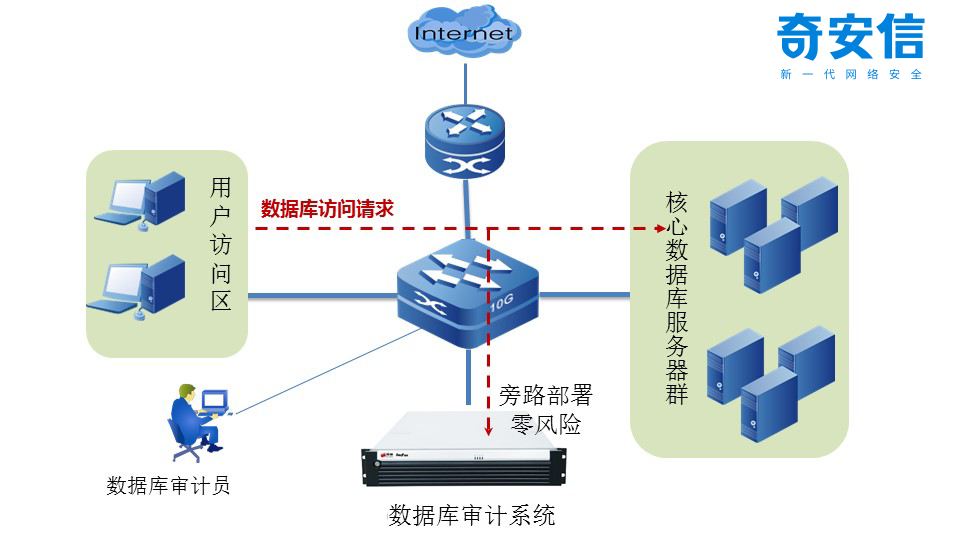 Internet
奇安信
新一代网络安全
用户访问区
数据库访问请求
核心数据库服务器群
10G
旁路部署
零风险
数据库审计员
数据库审计系统